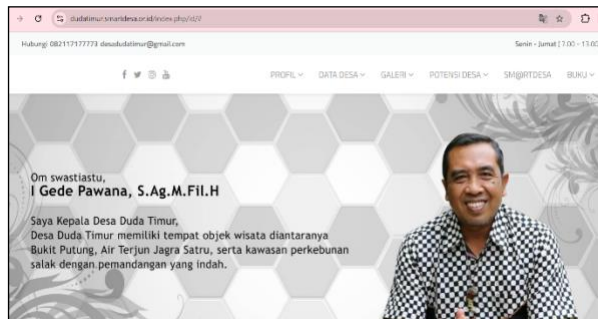 dudatimur.smartdesa.or.id/index.php/id/7
Hubungi 082117177773 desadudatimur@gmail.com
Senin - Jumat | 7.00 - 13.00
PROFIL DATA DESA GALERI POTENSI DESA SM@RTDESA BUKU
Om swastiastu,
I Gede Pawana, S.Ag.M.Fil.H
Saya Kepala Desa Duda Timur,
Desa Duda Timur memiliki tempat objek wisata diantaranya
Bukit Putung, Air Terjun Jagra Satru, serta kawasan perkebunan
salak dengan pemandangan yang indah.